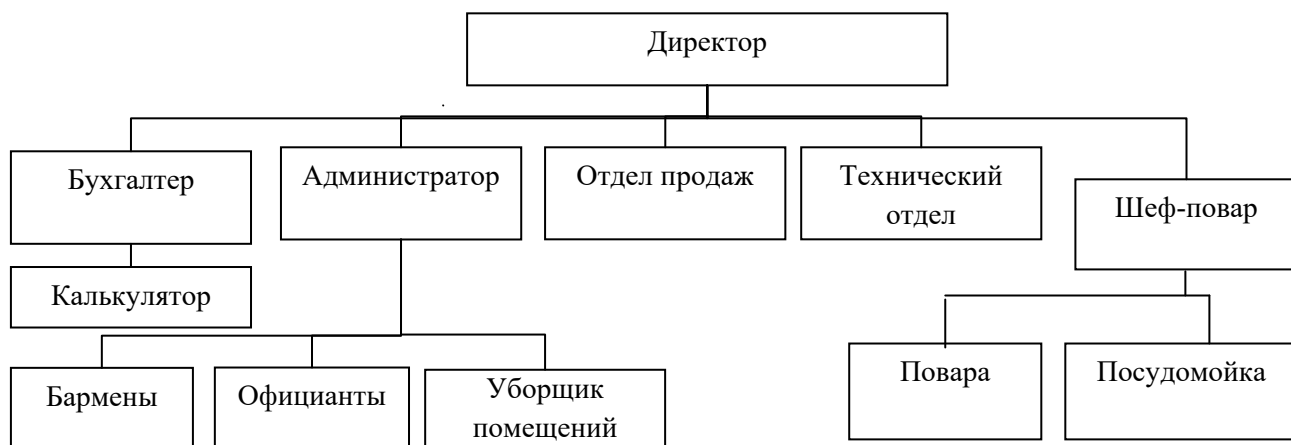 Директор
Бухгалтер
Администратор
Отдел продаж
Технический
отдел
Шеф-повар
Калькулятор
Бармены
Официанты
Уборщик
помещений
Повара
Посудомойка